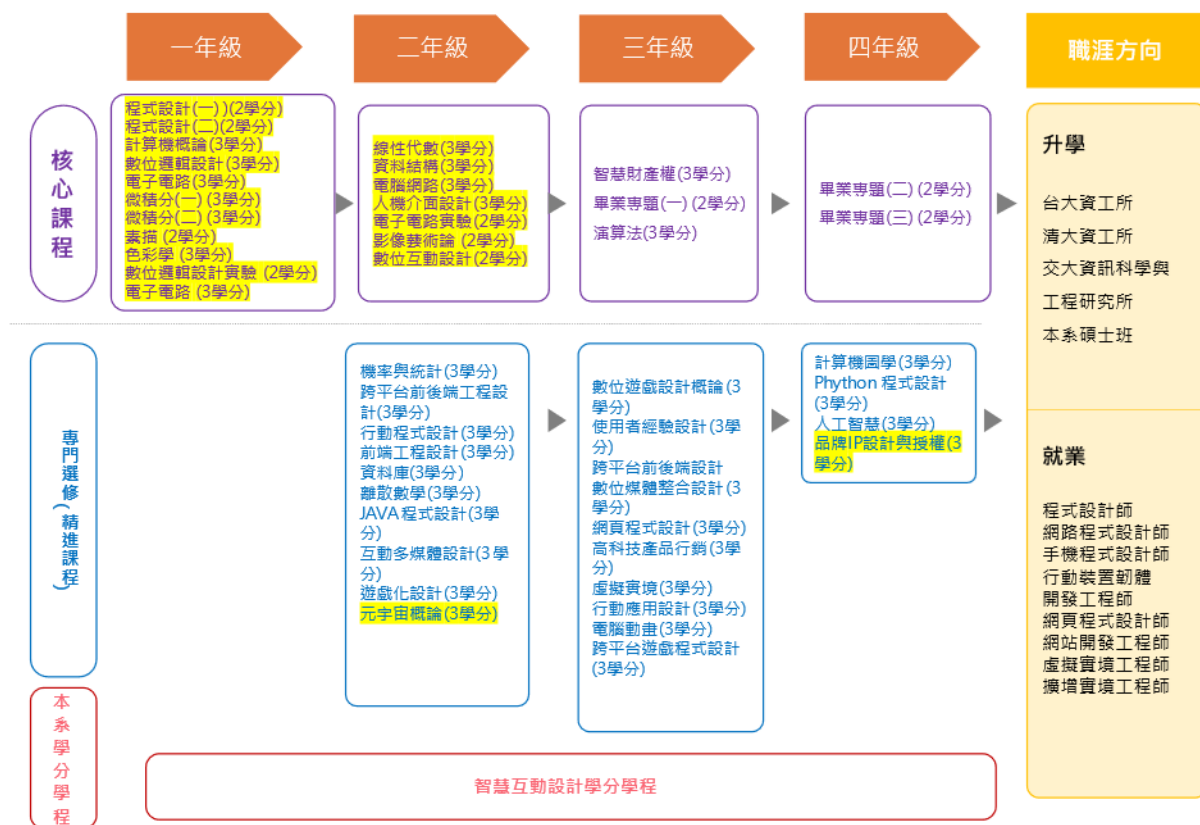 一年級
二年級
三年級
四年級
職涯方向
核心課程
程式設計(一) )(2學分)
程式設計(二)(2學分)
計算機概論(3學分)
數位邏輯設計(3學分)
電子電路(3學分)
微積分(一) (3學分)
微積分(二) (3學分)
素描 (2學分)
色彩學 (3學分)
數位邏輯設計實驗 (2學分)
電子電路 (3學分)
線性代數(3學分)
資料結構(3學分)
電腦網路(3學分)
人機介面設計(3學分)
電子電路實驗(2學分)
影像藝術論 (2學分)
數位互動設計(2學分)
智慧財產權(3學分)
畢業專題(一) (2學分)
演算法(3學分)
畢業專題(二) (2學分)
畢業專題(三) (2學分)
升學
台大資工所
清大資工所
交大資訊科學與
工程研究所
本系碩士班
專門選修(精進課程)
機率與統計(3學分)
跨平台前後端工程設
計(3學分)
行動程式設計(3學分)
前端工程設計(3學分)
資料庫(3學分)
離散數學(3學分)
JAVA程式設計(3學
分)
互動多媒體設計(3學
分)
遊戲化設計(3學分)
元宇宙概論(3學分)
數位遊戲設計概論(3
學分)
使用者經驗設計(3學
分)
跨平台前後端設計
數位媒體整合設計(3
學分)
網頁程式設計(3學分)
高科技產品行銷(3學
分)
虛擬實境(3學分)
行動應用設計(3學分)
電腦動畫(3學分)
跨平台遊戲程式設計
(3學分)
計算機圖學(3學分)
Phython 程式設計
(3學分)
人工智慧(3學分)
品牌IP設計與授權(3
學分)
就業
程式設計師
網路程式設計師
手機程式設計師
行動裝置韌體
開發工程師
網頁程式設計師
網站開發工程師
虛擬實境工程師
擴增實境工程師
本系學分學程
智慧互動設計學分學程